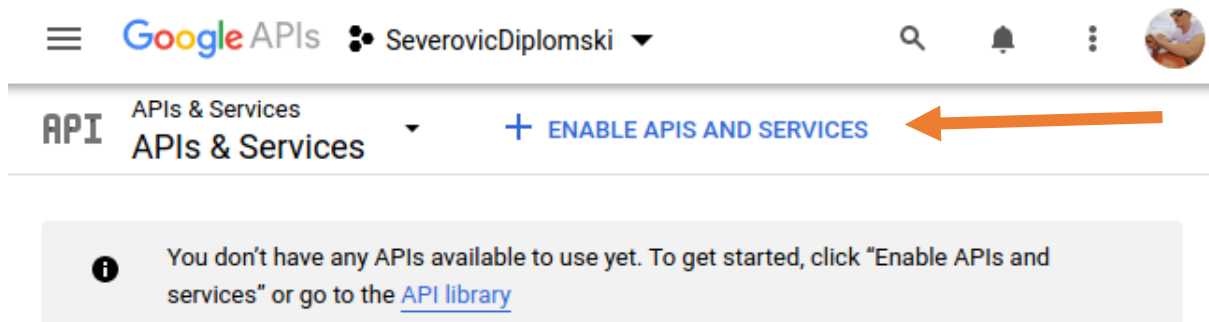 Google APIs SeverovicDiplomski
API
APIs & Services
APIs & Services
ENABLE APIS AND SERVICES
You don't have any APIs available to use yet. To get started, click “Enable APIs and
services” or go to the API library